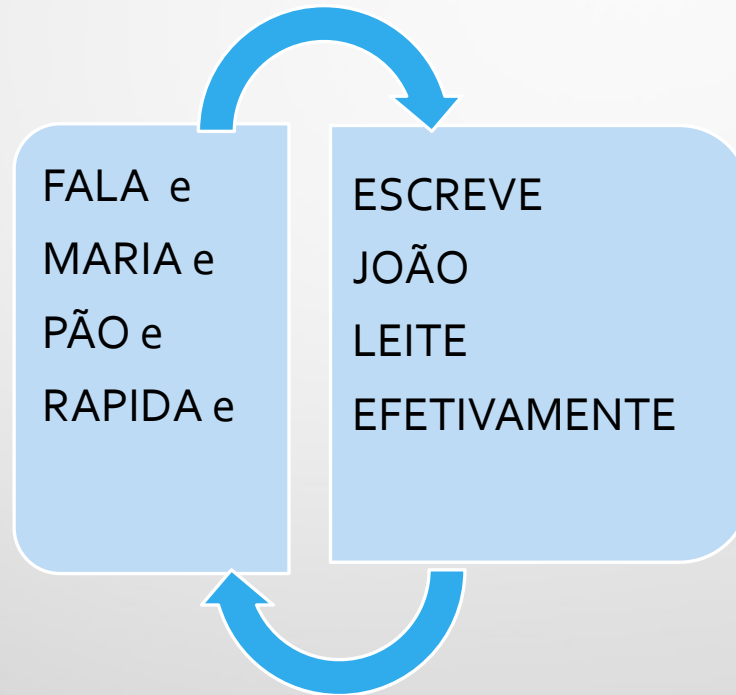 FALA e
MARIA e
PÃO e
RAPIDA e
ESCREVE
JOÃO
LEITE
EFETIVAMENTE